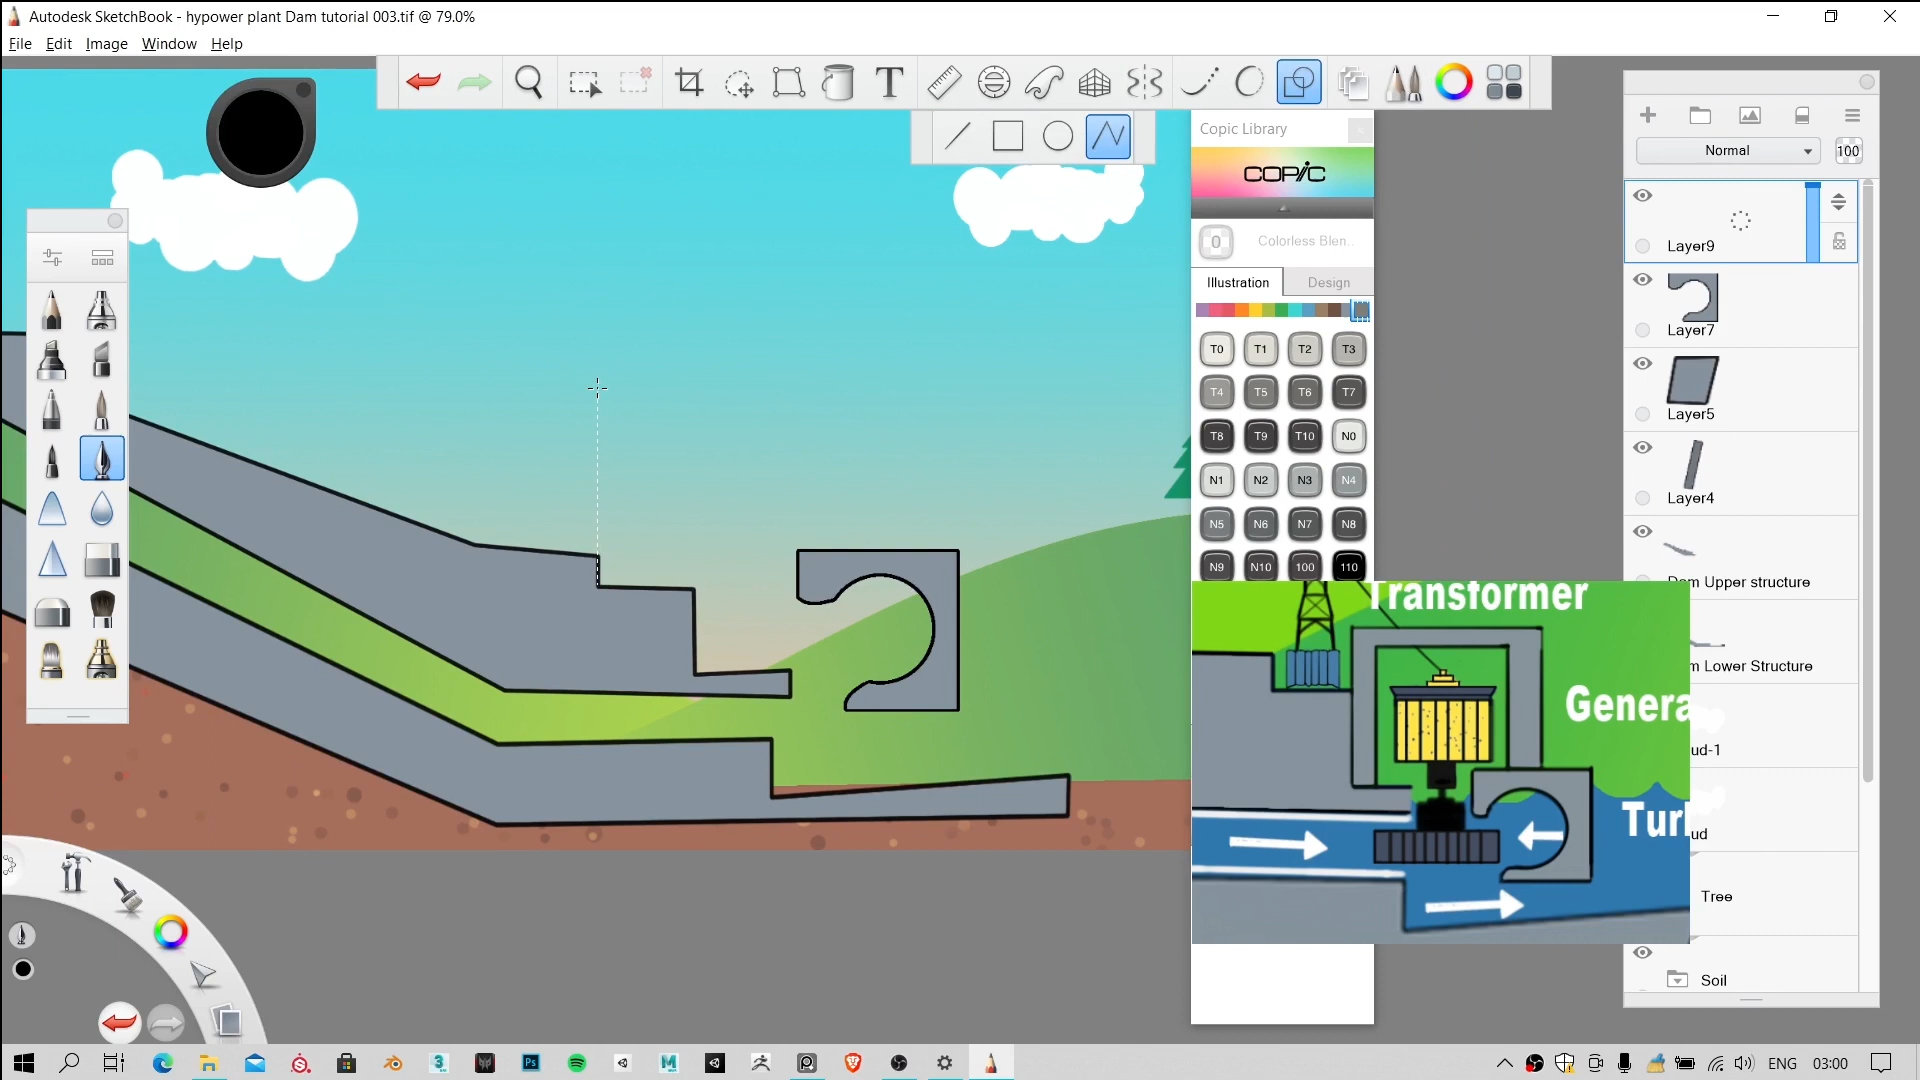 Autodesk SketchBook - hypower plant Dam tutorial 003.tif @ 79.0%
File Edit Image Window Help
T
Copic Library
COPIC
Normal
100
0
Colorless Blen..
Illustration
Design
Layer9
Layer7
Layer5
Layer4
T0 T1 T2 T3
T4 T5 T6 T7
T8 T9 T10 N0
N1 N2 N3 N4
N5 N6 N7 N8
N9 N10 100 110
Dam Upper structure
m Lower Structure
ud-1
ud
Tree
Soil
Transformer
Genera
Turl
ENG 03:00